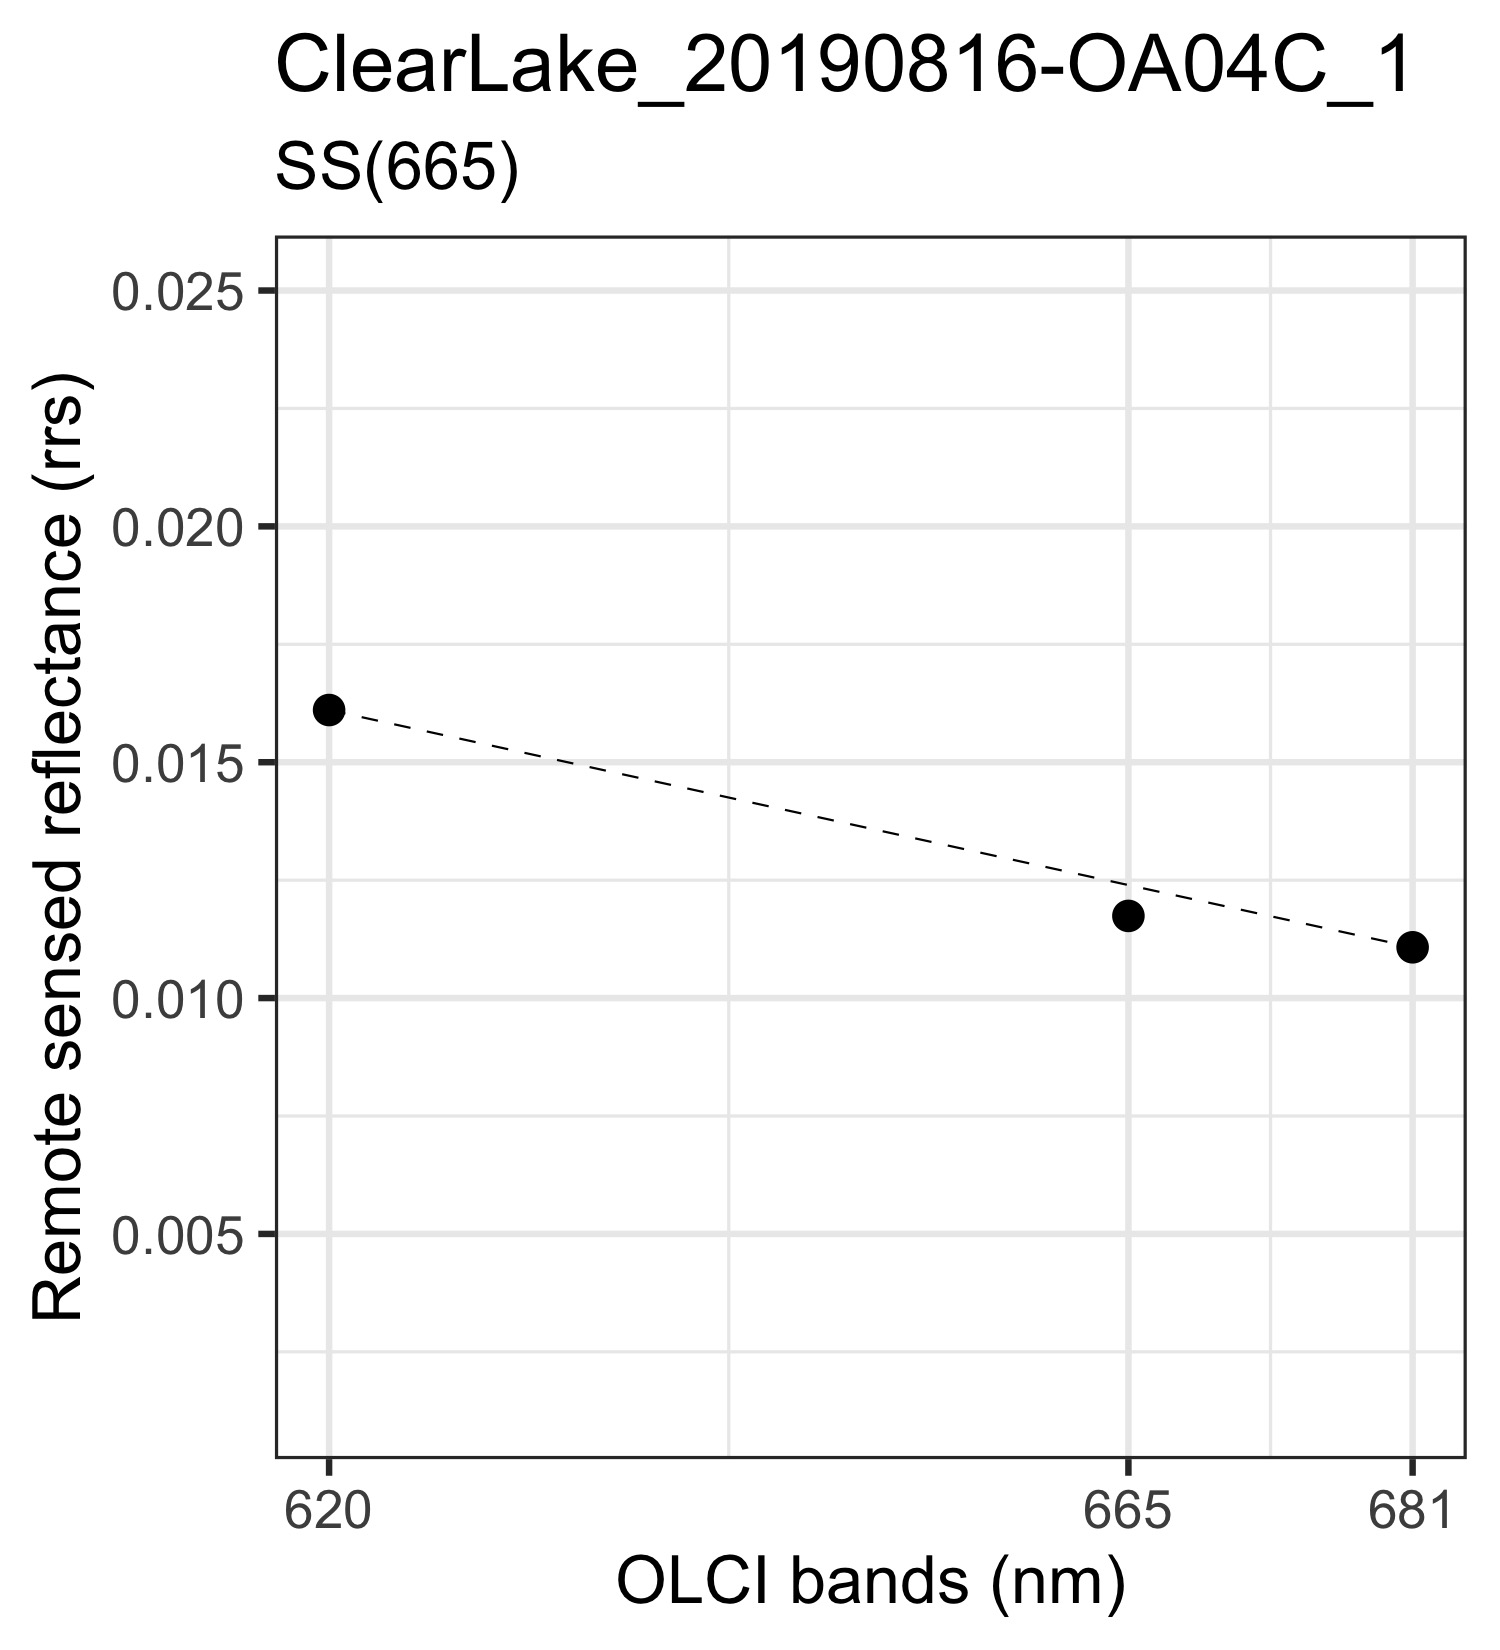 ClearLake_20190816-OA04C_1
SS(665)
Remote sensed reflectance (rrs)
0.025
0.020
0.015
0.010
0.005
620 665 681
OLCI bands (nm)